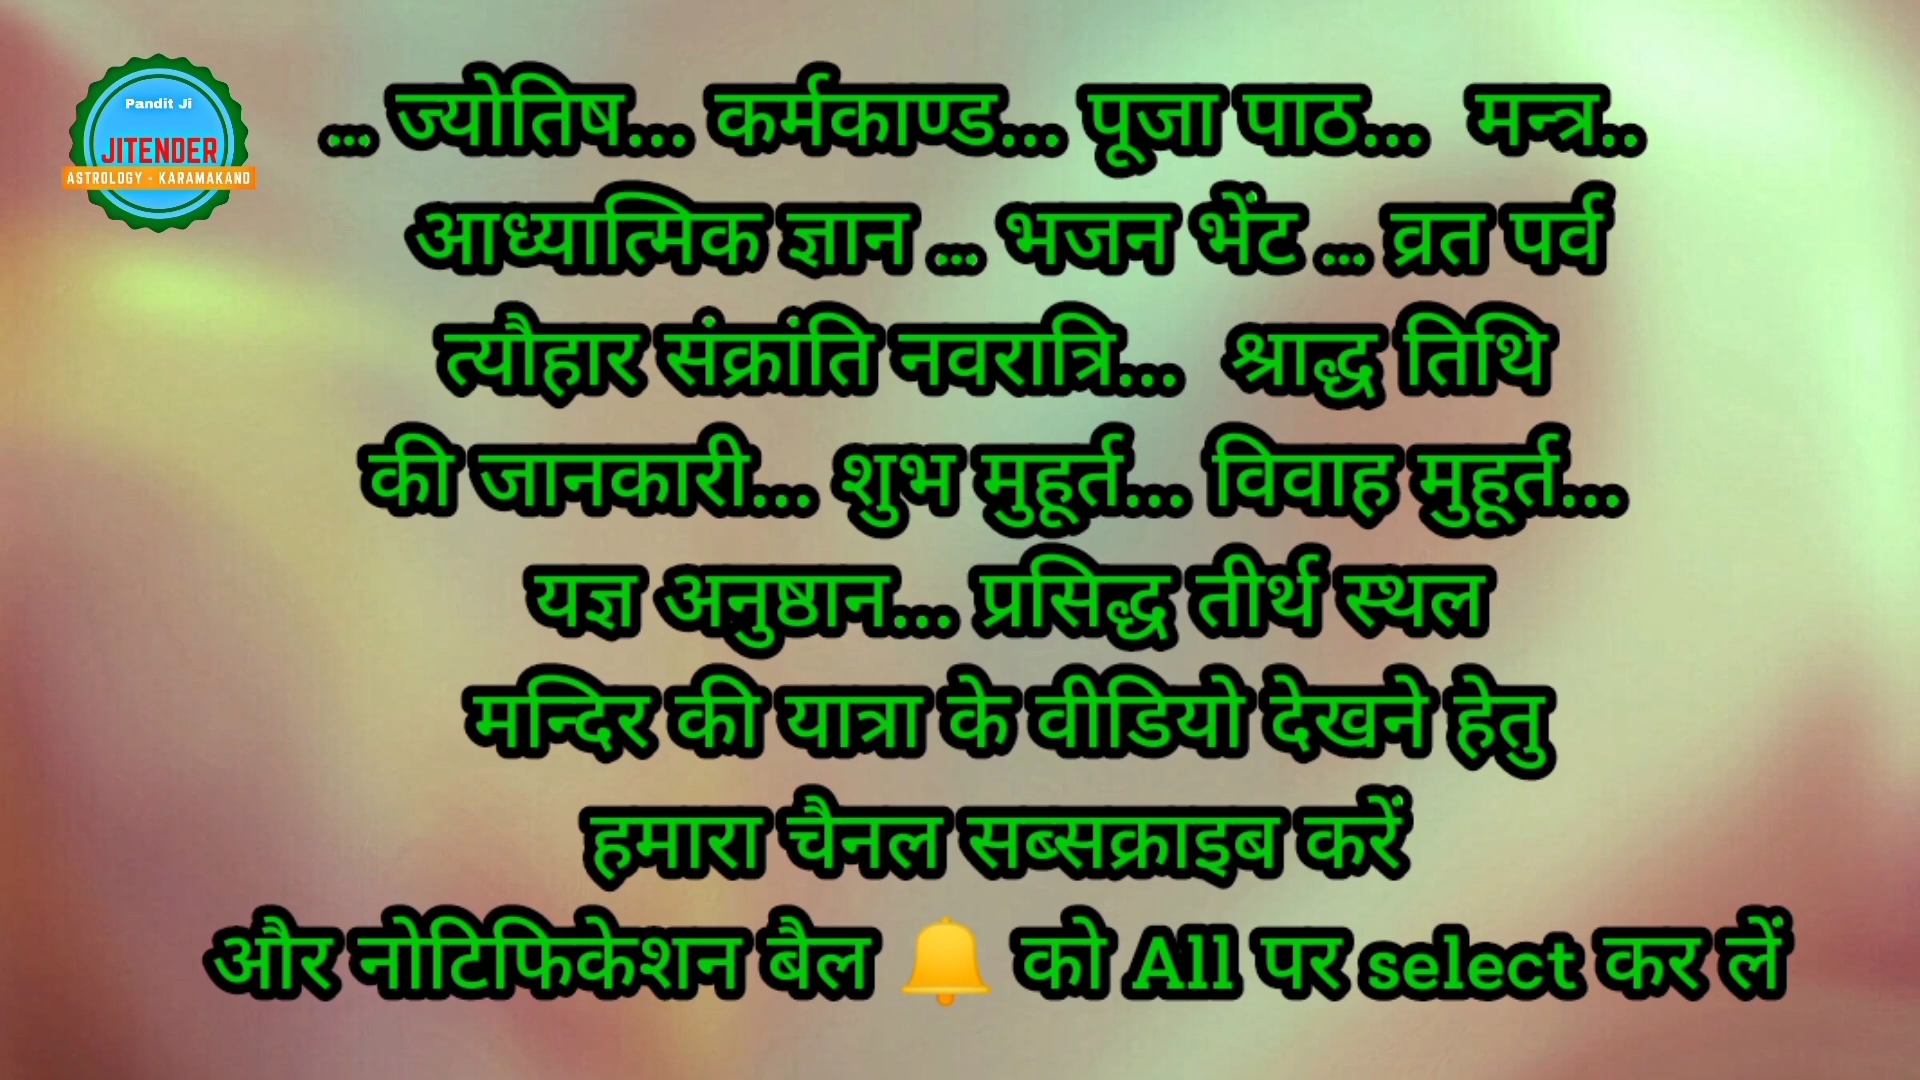 Pandit Ji
JITENDER
ASTROLOGY - KARAMAKAND
... ज्योतिष... कर्मकाण्ड... पूजा पाठ... मन्त्र..
आध्यात्मिक ज्ञान ... भजन भेंट ... व्रत पर्व
त्यौहार संक्रांति नवरात्रि... श्राद्ध तिथि
की जानकारी... शुभ मुहूर्त... विवाह मुहूर्त...
यज्ञ अनुष्ठान... प्रसिद्ध तीर्थ स्थल
मन्दिर की यात्रा के वीडियो देखने हेतु
हमारा चैनल सब्सक्राइब करें
और नोटिफिकेशन बैल 🔔 को All पर select कर लें